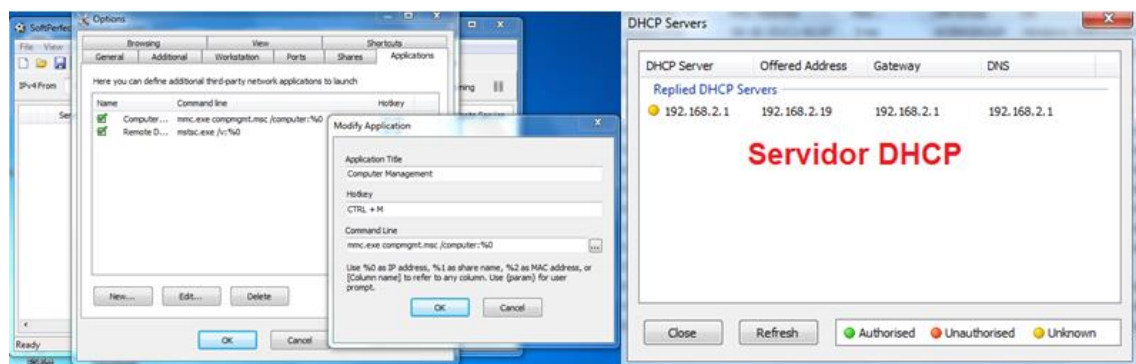 SoftPerfec
File View
IPv4 From
Ready
Options
Browsing View Shortcuts
General Additional Workstation Ports Shares Applications
Here you can define additional third-party network applications to launch
Name Command line Hotkey
Computer... mmc.exe compmgmt.msc /computer:%0
Remote D... mstsc.exe /v:%0
New... Edit... Delete
OK Cancel
Modify Application
Application Title
Computer Management
Hotkey
CTRL + M
Command Line
mmc.exe compmgmt.msc /computer:%0 ...
Use %0 as IP address, %1 as share name, %2 as MAC address, or
[Column name] to refer to any column. Use {param} for user
prompt.
OK Cancel
DHCP Servers
DHCP Server Offered Address Gateway DNS
Replied DHCP Servers
192.168.2.1 192.168.2.19 192.168.2.1 192.168.2.1
Servidor DHCP
Close Refresh Authorised Unauthorised Unknown